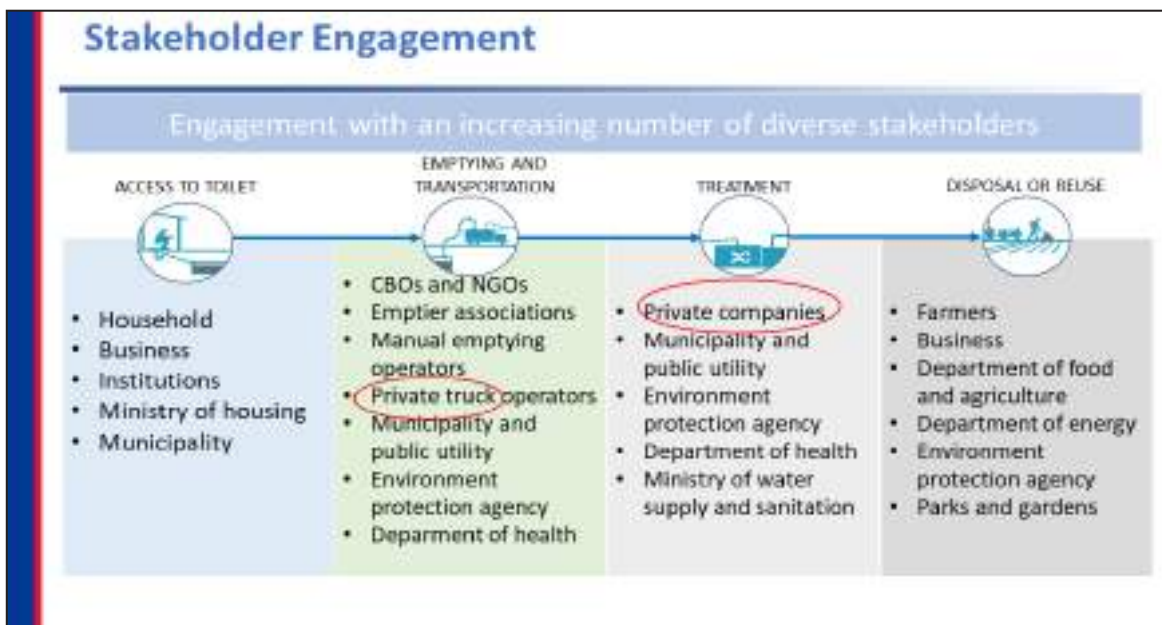 Stakeholder Engagement
Engagement with an increasing number of diverse stakeholders
ACCESS TO TOILET
• Household
• Business
• Institutions
• Ministry of housing
• Municipality
EMPTYING AND
TRANSPORTATION
• CBOs and NGOs
• Emptier associations
• Manual emptying
operators
• Private truck operators
• Municipality and
public utility
• Environment
protection agency
• Deparment of health
TREATMENT
• Private companies
• Municipality and
public utility
• Environment
protection agency
• Department of health
• Ministry of water
supply and sanitation
DISPOSAL OR REUSE
• Farmers
• Business
• Department of food
and agriculture
• Department of energy
• Environment
protection agency
• Parks and gardens